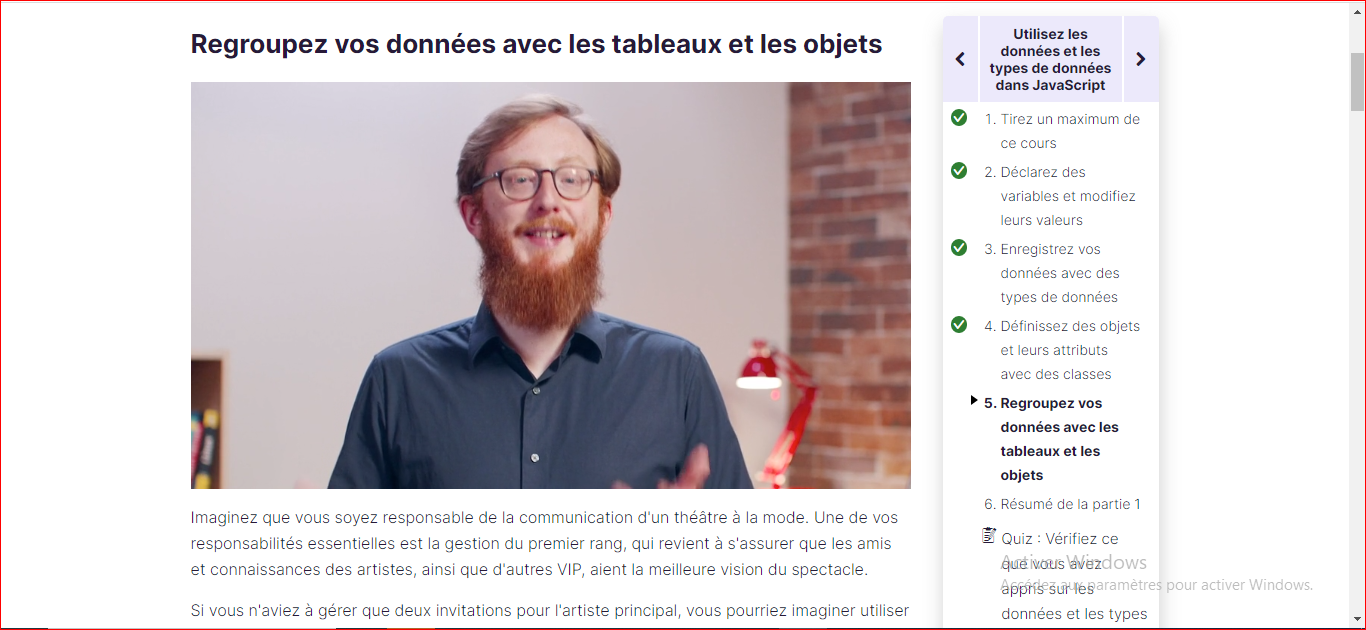 Regroupez vos données avec les tableaux et les objets
Imaginez que vous soyez responsable de la communication d'un théâtre à la mode. Une de vos
responsabilités essentielles est la gestion du premier rang, qui revient à s'assurer que les amis
et connaissances des artistes, ainsi que d'autres VIP, aient la meilleure vision du spectacle.
Si vous n'aviez à gérer que deux invitations pour l'artiste principal, vous pourriez imaginer utiliser
Utilisez les
données et les
types de données
dans JavaScript
1. Tirez un maximum de
ce cours
2. Déclarez des
variables et modifiez
leurs valeurs
3. Enregistrez vos
données avec des
types de données
4. Définissez des objets
et leurs attributs
avec des classes
5. Regroupez vos
données avec les
tableaux et les
objets
6. Résumé de la partie 1
Quiz : Vérifiez ce
que vous avez
appris sur les
données et les types
Activer Windows
Accédez aux paramètres pour activer Windows.